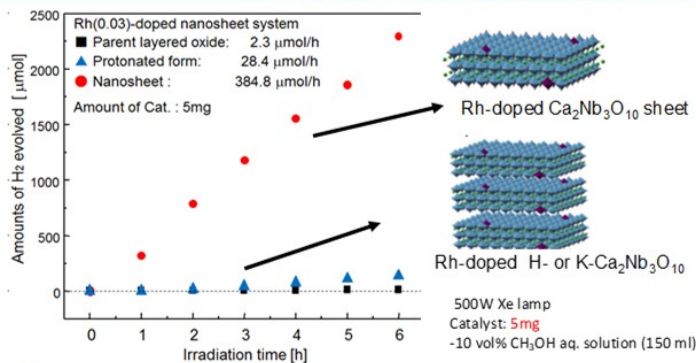 Rh(0.03)-doped nanosheet system
Parent layered oxide: 2.3 μmol/h
Protonated form: 28.4 μmol/h
Nanosheet : 384.8 μmol/h
Amount of Cat. : 5mg
Amounts of H₂ evolved [ μmol]
2500
2000
1500
1000
500
0
0 1 2 3 4 5 6
Irradiation time [h]
Rh-doped Ca₂Nb₃O₁₀ sheet
Rh-doped H- or K-Ca₂Nb₃O₁₀
500W Xe lamp
Catalyst: 5mg
-10 vol% CH₃OH aq. solution (150 ml)